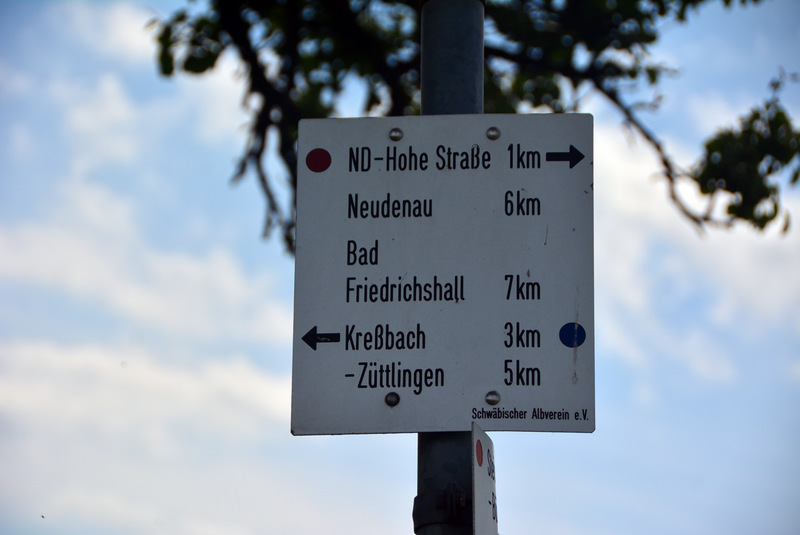 ND-Hohe Straße 1km
Neudenau 6km
Bad
Friedrichshall 7km
Kreßbach 3km
-Züttlingen 5km
Schwäbischer Albverein e.V.